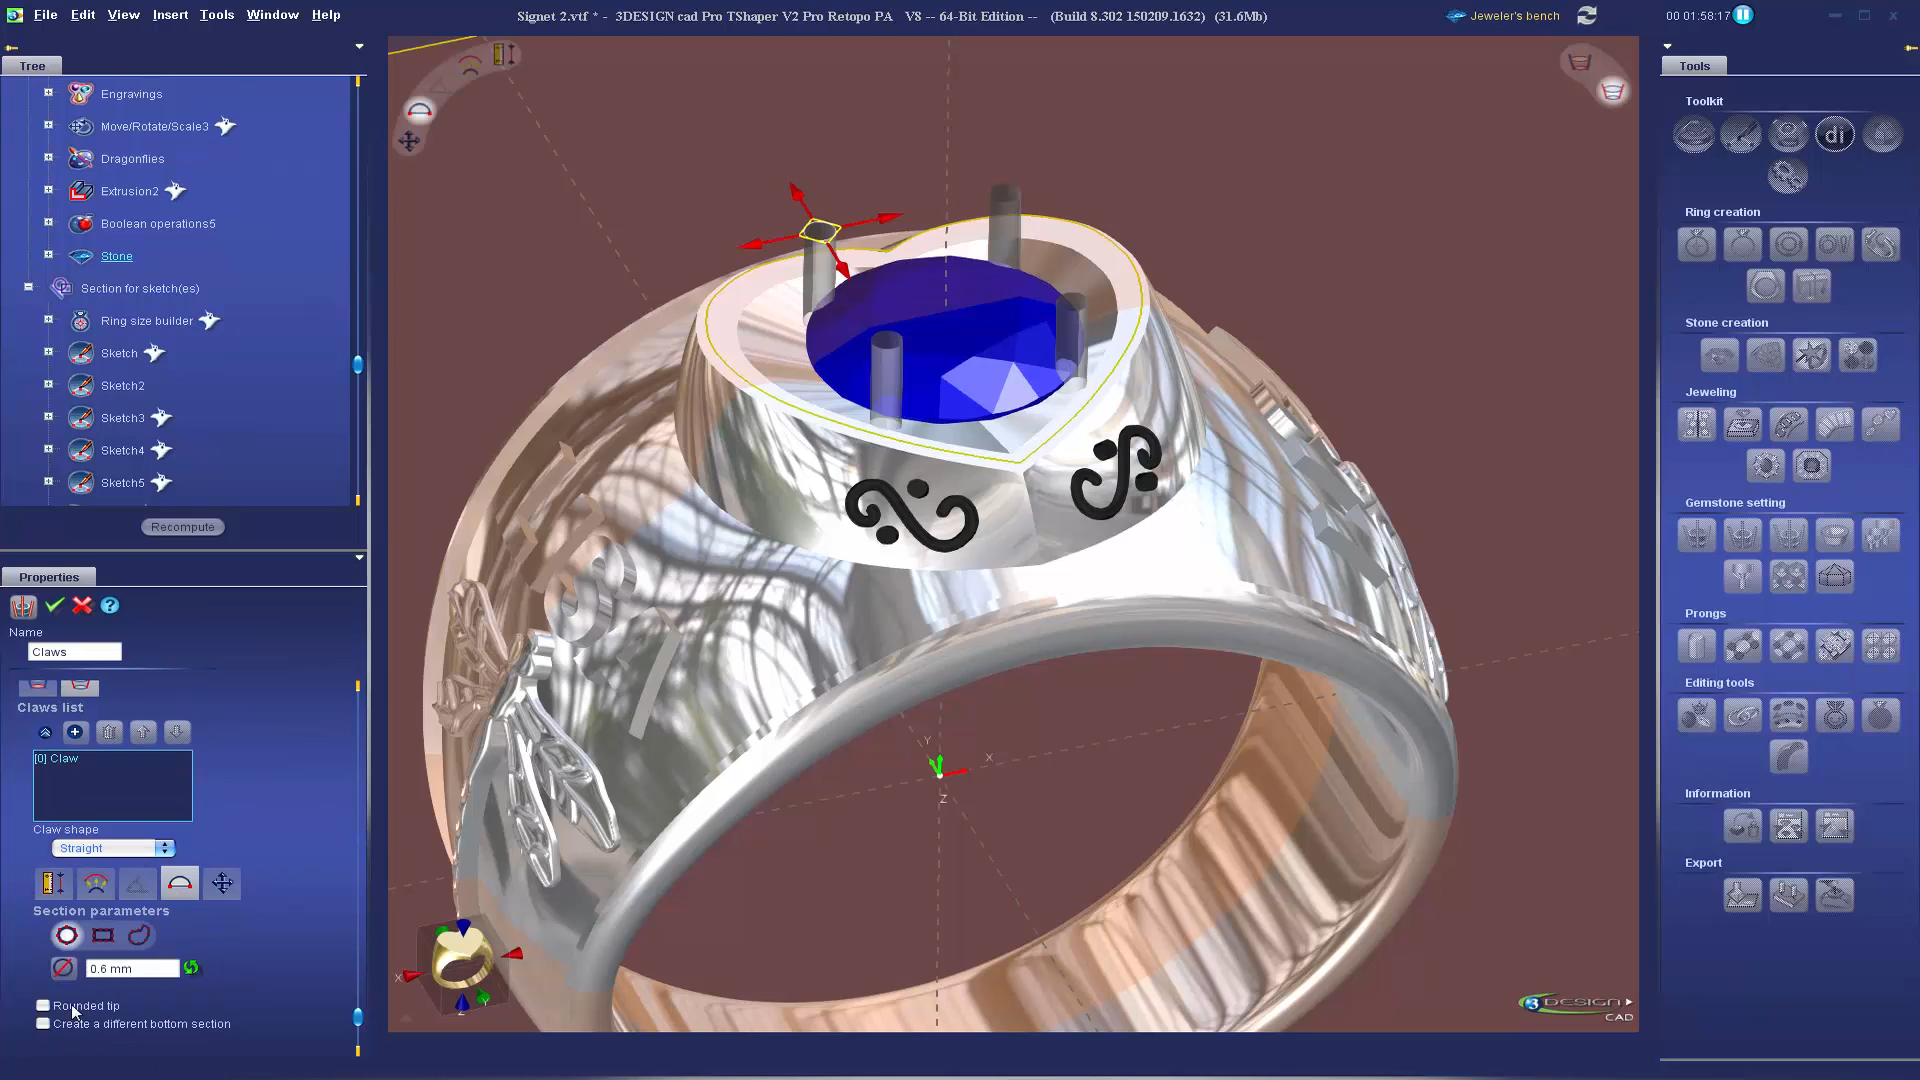 File Edit View Insert Tools Window Help
Signet 2.vtf * - 3DESIGN cad Pro TShaper V2 Pro Retopo PA V8 -- 64-Bit Edition -- (Build 8.302 150209.1632) (31.6Mb)
Jeweler's bench
00 01:58:17
Tree
Engravings
Move/Rotate/Scale3
Dragonflies
Extrusion2
Boolean operations5
Stone
Section for sketch(es)
Ring size builder
Sketch
Sketch2
Sketch3
Sketch4
Sketch5
Recompute
Properties
Name
Claws
Claws list
[0] Claw
Claw shape
Straight
Section parameters
0.6 mm
Rounded tip
Create a different bottom section
Y
X
Z
X
Y
Z
3DESIGN
CAD
Tools
Toolkit
di
Ring creation
Stone creation
Jeweling
Gemstone setting
Prongs
Editing tools
Information
Export